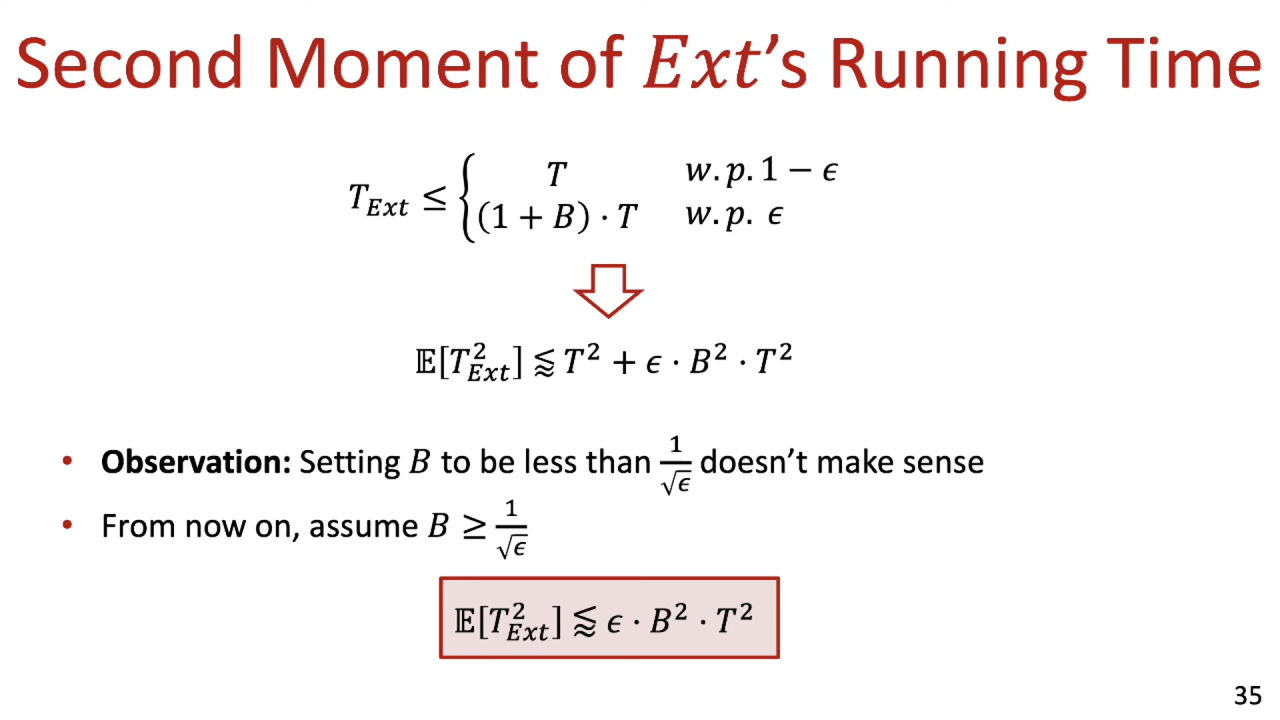 Second Moment of Ext's Running Time
T_Ext ≤ { T w.p. 1 − ϵ
(1 + B) · T w.p. ϵ
𝔼[T²_Ext] ⪅ T² + ϵ · B² · T²
• Observation: Setting B to be less than 1/√ϵ doesn't make sense
• From now on, assume B ≥ 1/√ϵ
𝔼[T²_Ext] ⪅ ϵ · B² · T²
35